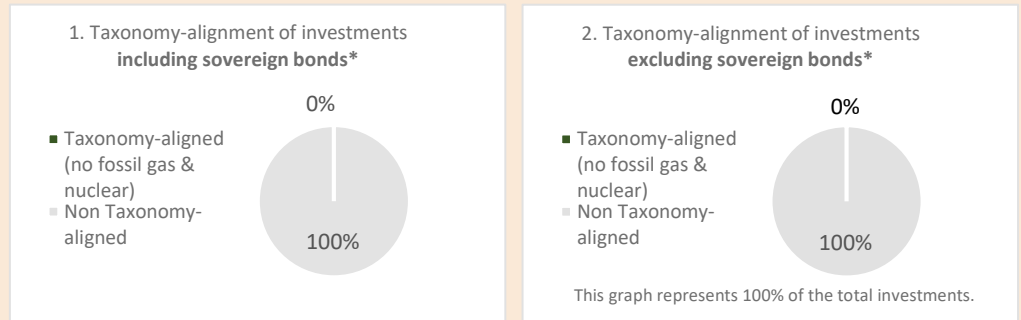 1. Taxonomy-alignment of investments
including sovereign bonds*
0%
Taxonomy-aligned
(no fossil gas &
nuclear)
Non Taxonomy-
aligned
100%
2. Taxonomy-alignment of investments
excluding sovereign bonds*
0%
Taxonomy-aligned
(no fossil gas &
nuclear)
Non Taxonomy-
aligned
100%
This graph represents 100% of the total investments.